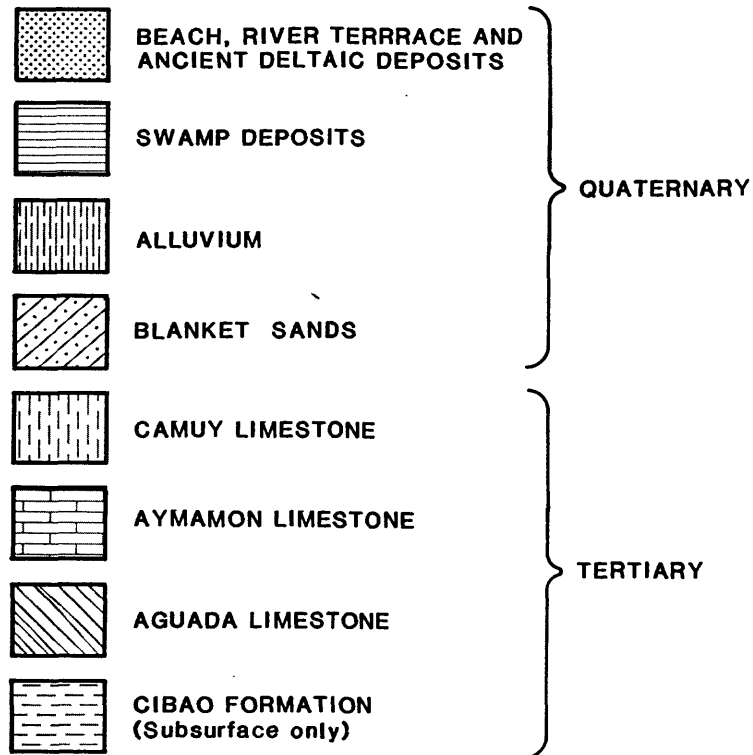 BEACH, RIVER TERRRACE AND
ANCIENT DELTAIC DEPOSITS
SWAMP DEPOSITS
ALLUVIUM
BLANKET SANDS
QUATERNARY
CAMUY LIMESTONE
AYMAMON LIMESTONE
AGUADA LIMESTONE
CIBAO FORMATION
(Subsurface only)
TERTIARY